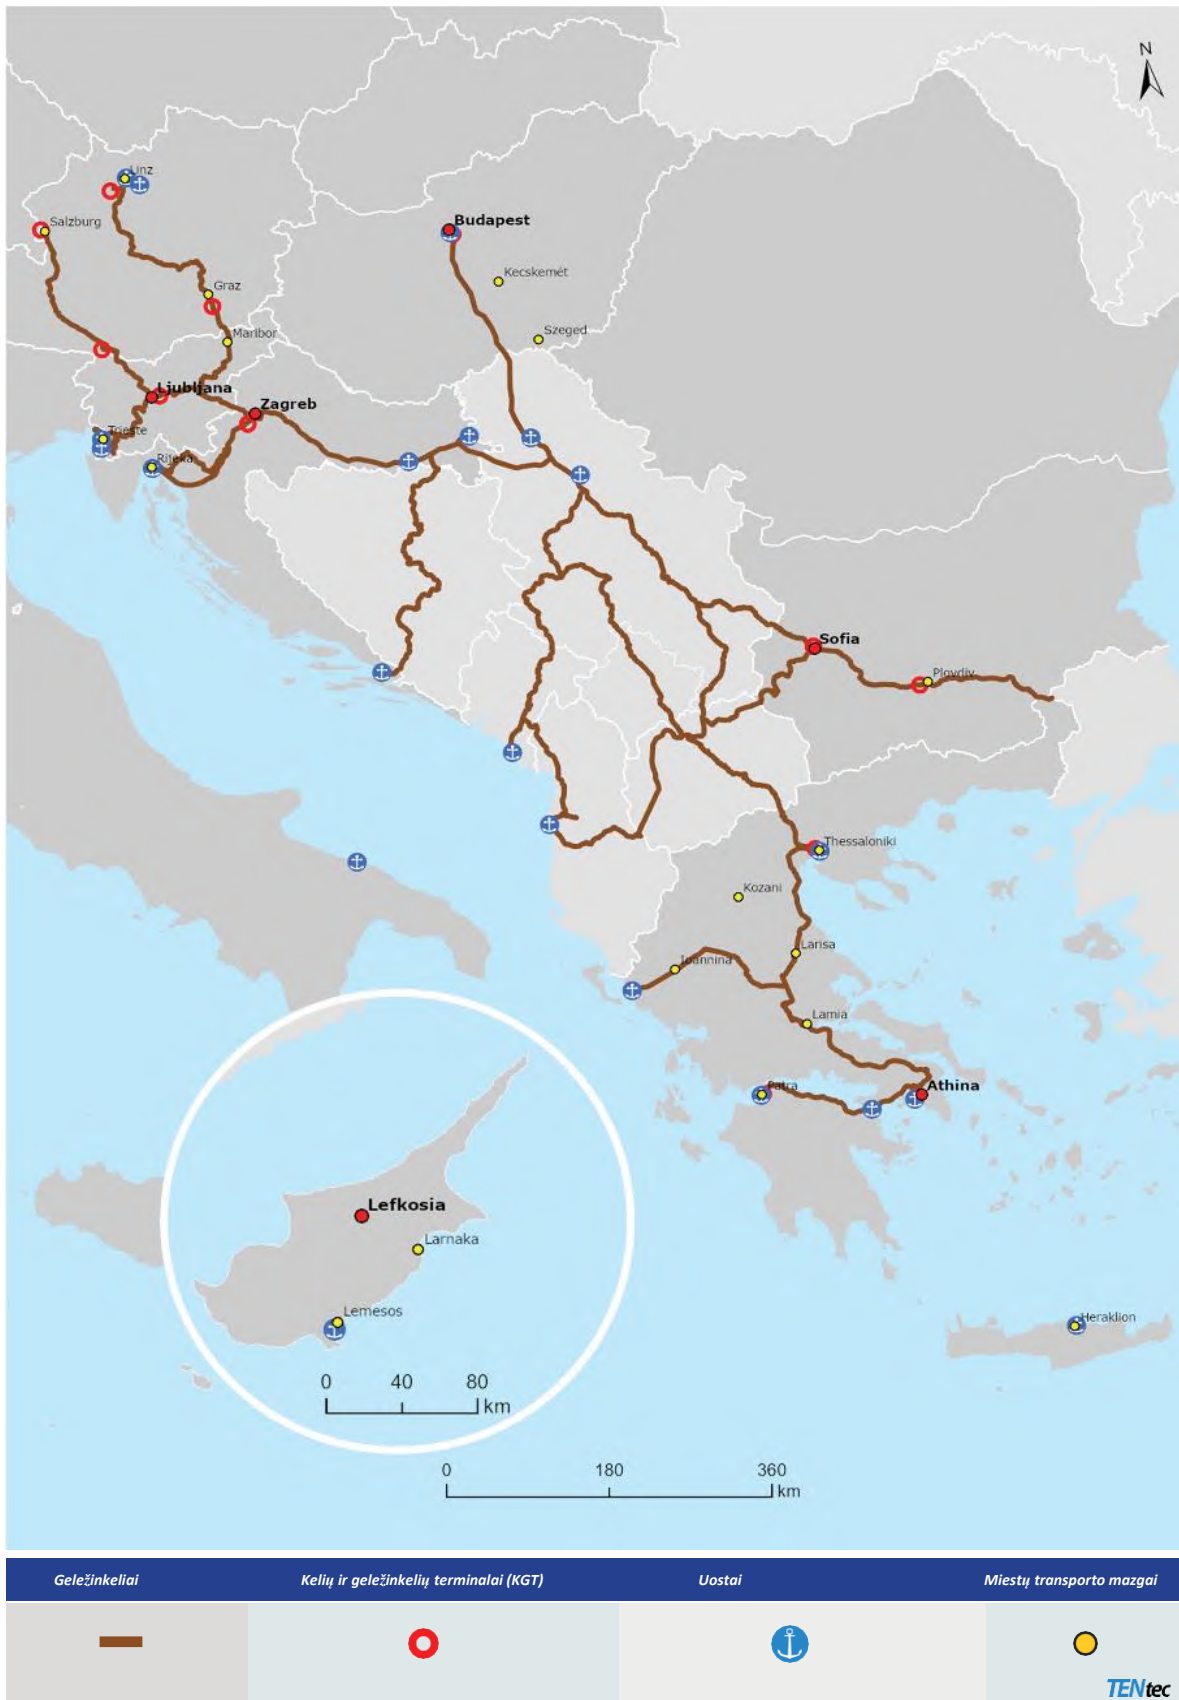 N
Linz
Salzburg
Budapest
Kecskemét
Graz
Szeged
Maribor
Ljubljana
Zagreb
Trieste
Rijeka
Sofia
Plovdiv
Thessaloniki
Kozani
Larisa
Ioannina
Lamia
Patra
Athina
Lefkosia
Larnaka
Lemesos
Heraklion
0 40 80
km
0 180 360
km
Geležinkeliai Kelių ir geležinkelių terminalai (KGT) Uostai Miestų transporto mazgai
TENtec